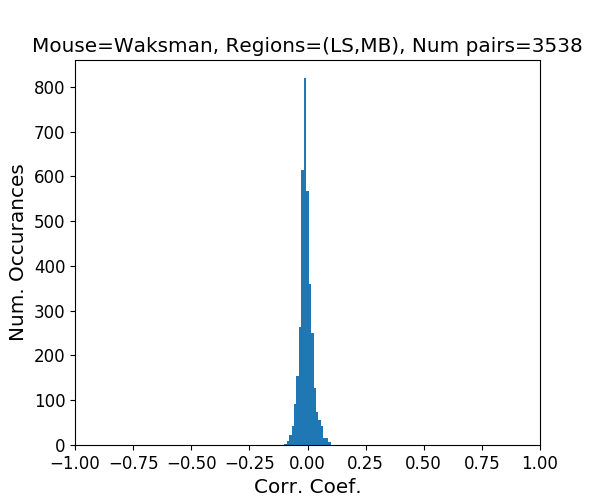 Mouse=Waksman, Regions=(LS,MB), Num pairs=3538
800
700
600
500
400
300
200
100
0
Num. Occurances
−1.00 −0.75 −0.50 −0.25 0.00 0.25 0.50 0.75 1.00
Corr. Coef.